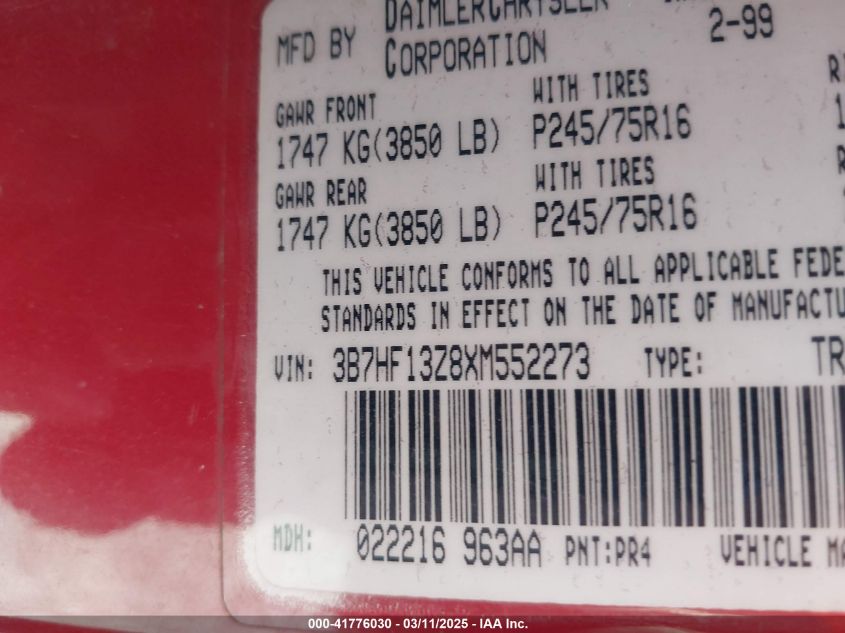 MFD BY DAIMLERCHRYSLER CORPORATION 2-99
GAWR FRONT WITH TIRES
1747 KG(3850 LB) P245/75R16
GAWR REAR WITH TIRES
1747 KG(3850 LB) P245/75R16
THIS VEHICLE CONFORMS TO ALL APPLICABLE FEDE
STANDARDS IN EFFECT ON THE DATE OF MANUFACTU
VIN: 3B7HF13Z8XM552273 TYPE: TR
MDH: 022216 963AA PNT:PR4 VEHICLE MA
000-41776030 - 03/11/2025 - IAA Inc.